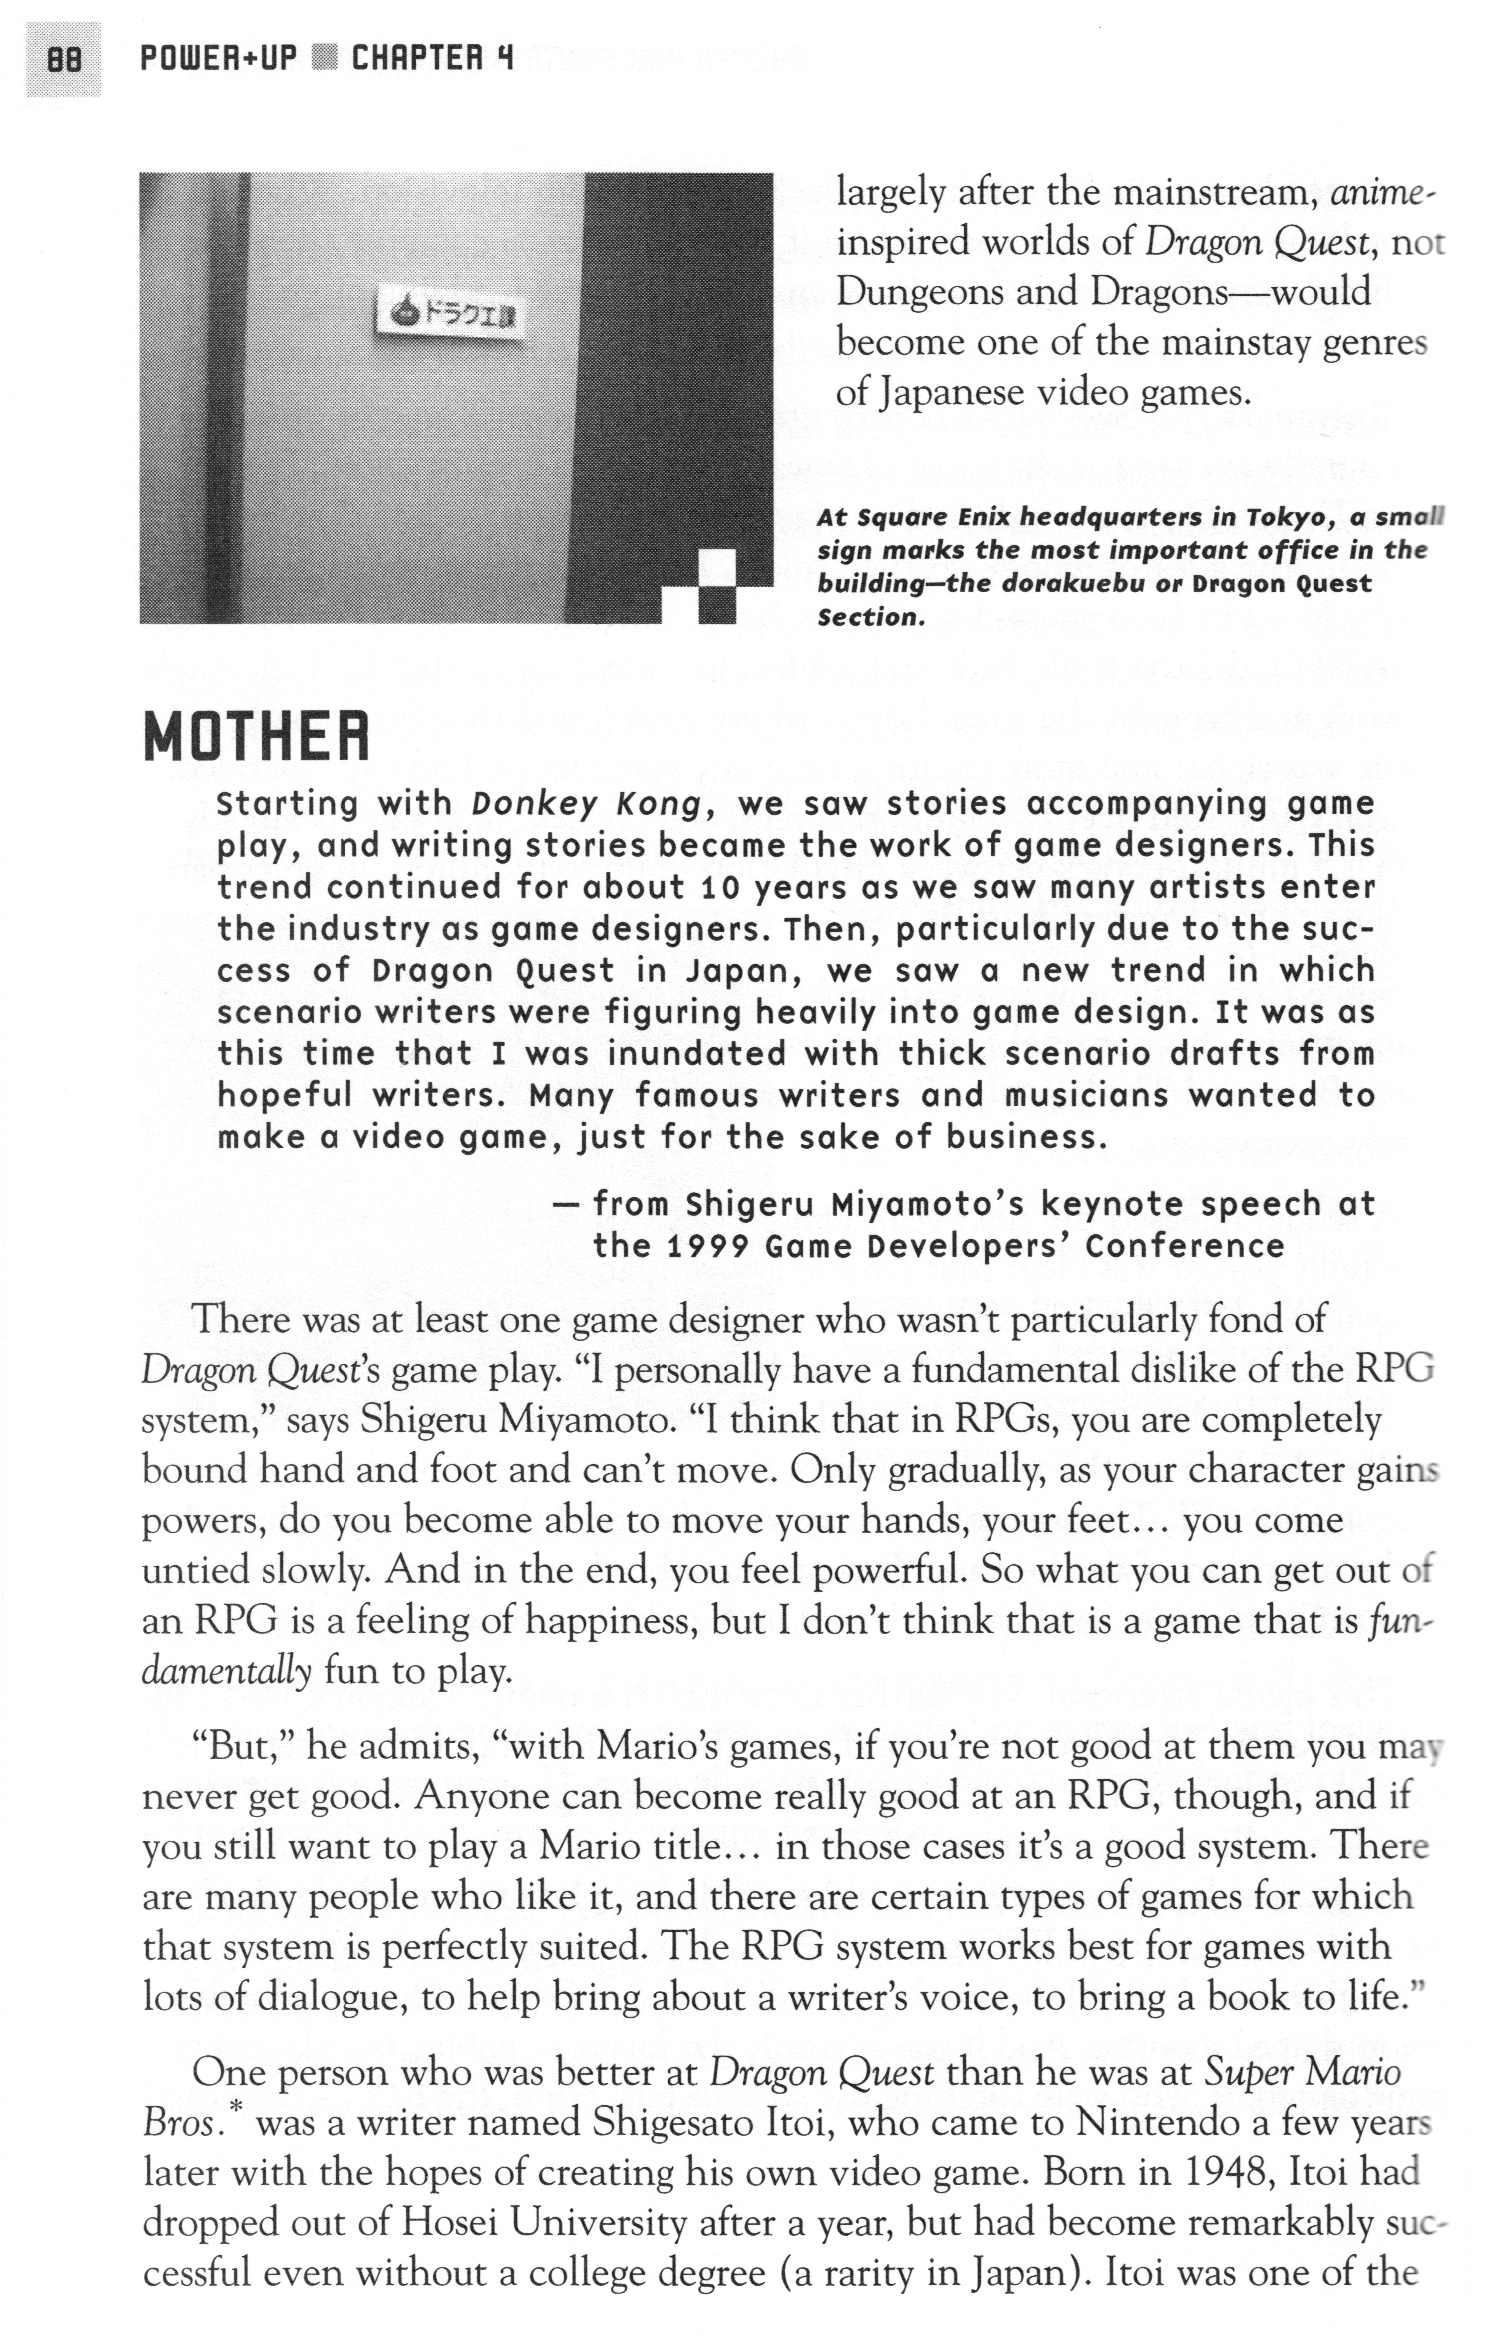 88 POWER+UP CHAPTER 4
ドラクエ課
largely after the mainstream, anime-
inspired worlds of Dragon Quest, not
Dungeons and Dragons—would
become one of the mainstay genres
of Japanese video games.
At Square Enix headquarters in Tokyo, a small
sign marks the most important office in the
building—the dorakuebu or Dragon Quest
Section.
MOTHER
Starting with Donkey Kong, we saw stories accompanying game
play, and writing stories became the work of game designers. This
trend continued for about 10 years as we saw many artists enter
the industry as game designers. Then, particularly due to the suc-
cess of Dragon Quest in Japan, we saw a new trend in which
scenario writers were figuring heavily into game design. It was as
this time that I was inundated with thick scenario drafts from
hopeful writers. Many famous writers and musicians wanted to
make a video game, just for the sake of business.
— from Shigeru Miyamoto's keynote speech at
the 1999 Game Developers' Conference
There was at least one game designer who wasn't particularly fond of
Dragon Quest's game play. “I personally have a fundamental dislike of the RPG
system,” says Shigeru Miyamoto. “I think that in RPGs, you are completely
bound hand and foot and can't move. Only gradually, as your character gains
powers, do you become able to move your hands, your feet… you come
untied slowly. And in the end, you feel powerful. So what you can get out of
an RPG is a feeling of happiness, but I don't think that is a game that is fun-
damentally fun to play.
“But,” he admits, “with Mario's games, if you're not good at them you may
never get good. Anyone can become really good at an RPG, though, and if
you still want to play a Mario title… in those cases it's a good system. There
are many people who like it, and there are certain types of games for which
that system is perfectly suited. The RPG system works best for games with
lots of dialogue, to help bring about a writer's voice, to bring a book to life.”
One person who was better at Dragon Quest than he was at Super Mario
Bros.* was a writer named Shigesato Itoi, who came to Nintendo a few years
later with the hopes of creating his own video game. Born in 1948, Itoi had
dropped out of Hosei University after a year, but had become remarkably suc-
cessful even without a college degree (a rarity in Japan). Itoi was one of the